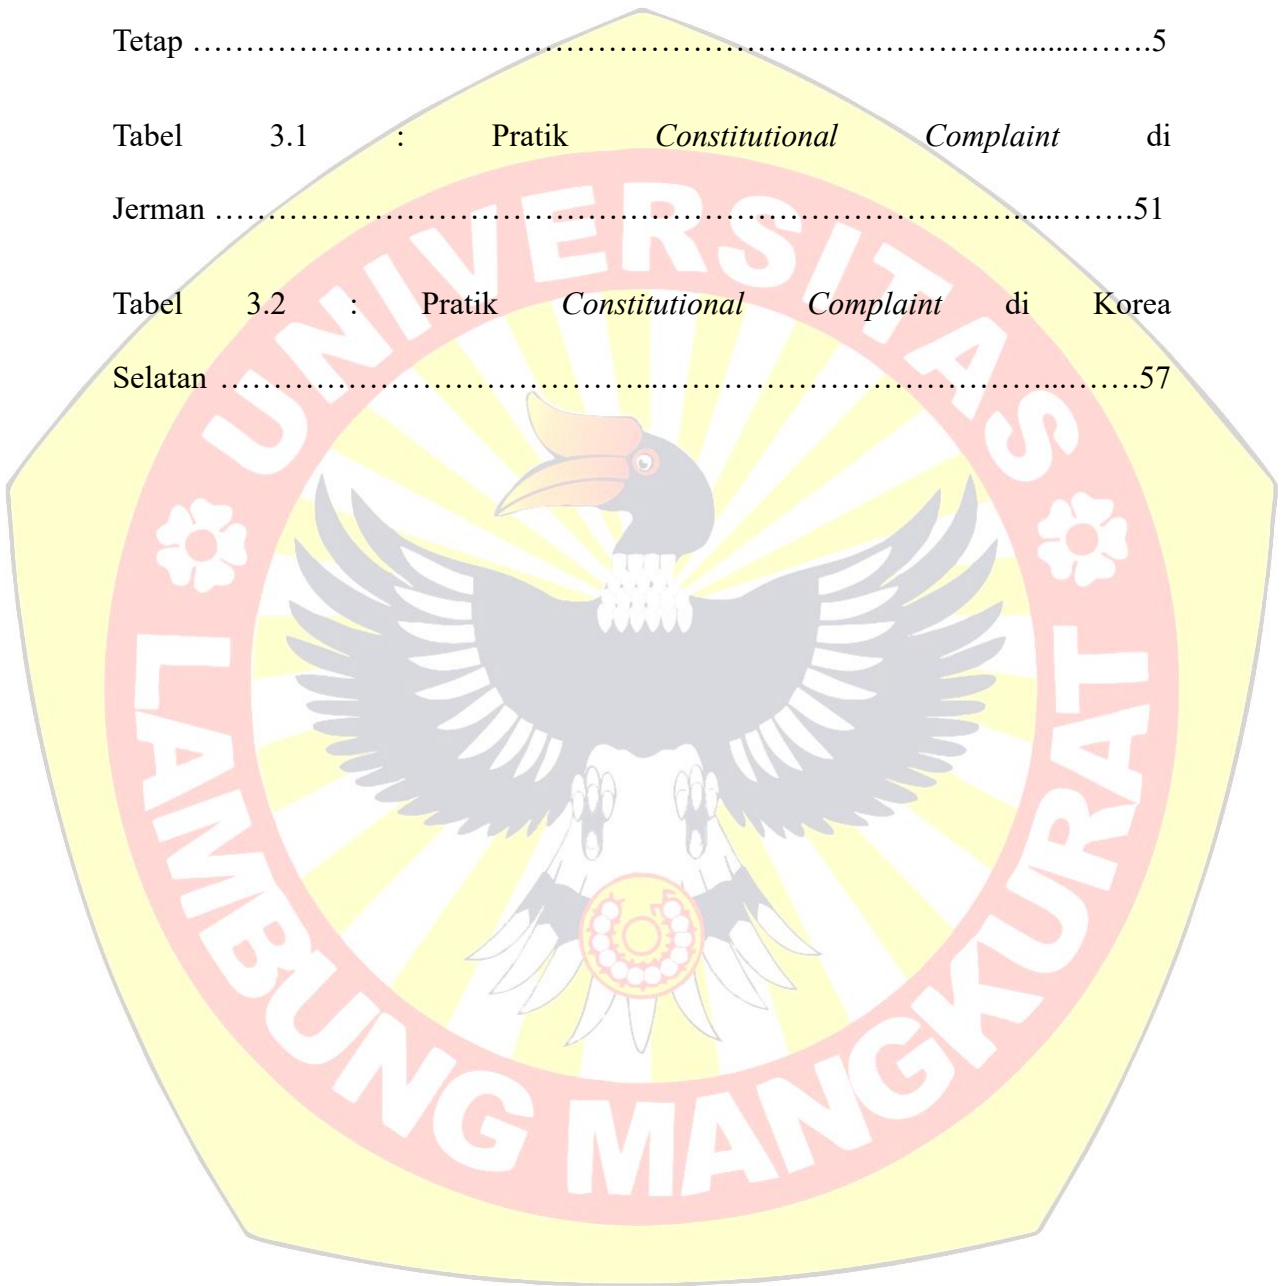 Tetap ……………………………………………………………………......…….5
Tabel 3.1 : Pratik Constitutional Complaint di
Jerman ………………………………………………………………….....…….51
Tabel 3.2 : Pratik Constitutional Complaint di Korea
Selatan …………………………………...………………………………...…….57
UNIVERSITAS
LAMBUNG MANGKURAT